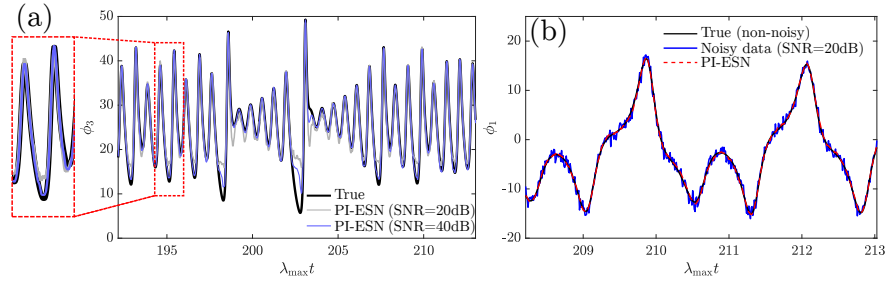 (a)
50
40
30
20
10
0
ϕ₃
195
200
205
210
λₘₐₓt
True
PI-ESN (SNR=20dB)
PI-ESN (SNR=40dB)
(b)
20
10
0
-10
-20
ϕ₁
209
210
211
212
213
λₘₐₓt
True (non-noisy)
Noisy data (SNR=20dB)
PI-ESN